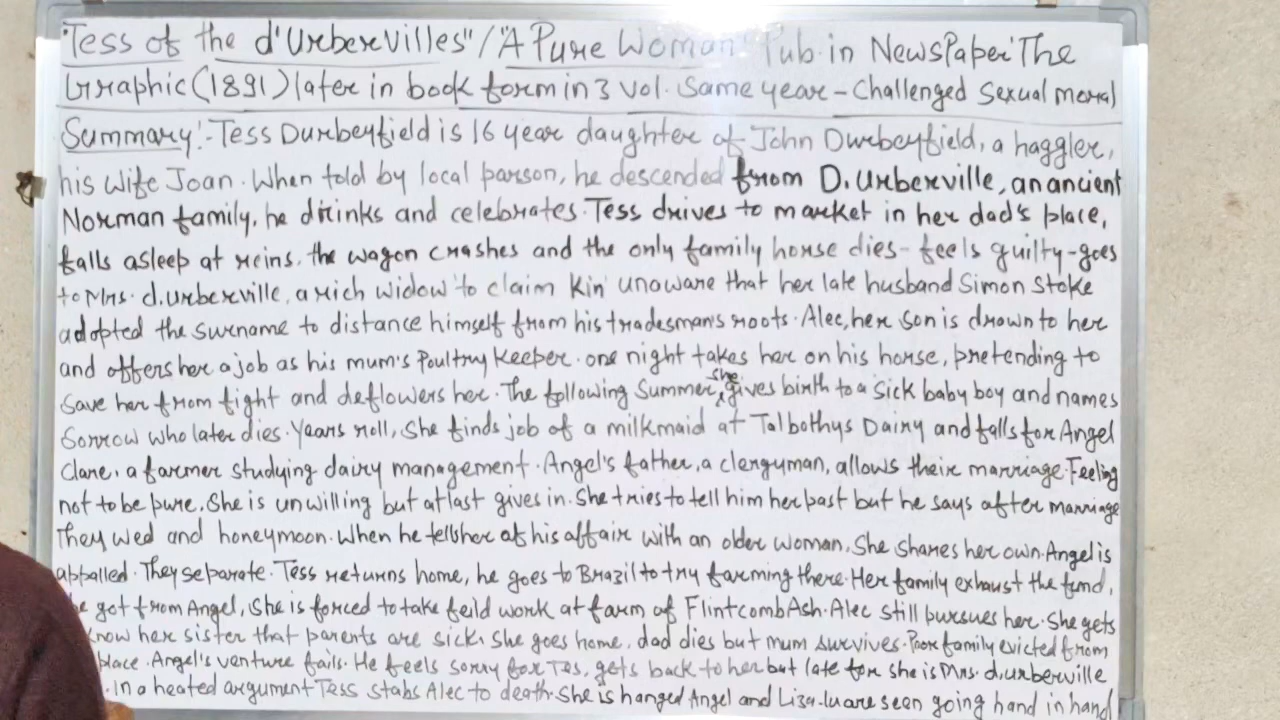 "Tess of the d'Urbervilles"/"A Pure Woman" Pub. in NewsPaper 'The
Graphic (1891) later in book form in 3 vol. Same year - Challenged Sexual moral
Summary:- Tess Durbeyfield is 16 year daughter of John Durbeyfield, a haggler,
his wife Joan. When told by local parson, he descended from D. Urberville, an ancient
Norman family, he drinks and celebrates. Tess drives to market in her dad's place,
falls asleep at reins, the wagon crashes and the only family horse dies - feels guilty - goes
to Mrs. d.urberville, a rich widow 'to claim Kin' unaware that her late husband Simon Stoke
adopted the surname to distance himself from his tradesman's roots. Alec, her son is drawn to her
and offers her a job as his mum's Poultry Keeper. one night takes her on his horse, pretending to
save her from fight and deflowers her. The following Summer, she gives birth to a sick baby boy and names
Sorrow who later dies. Years roll, She finds job of a milkmaid at Talbothys Dairy and falls for Angel
Clare, a farmer studying dairy management. Angel's father, a clergyman, allows their marriage. Feeling
not to be pure, She is unwilling but at last gives in. She tries to tell him her past but he says after marriage
They wed and honeymoon. When he tells her of his affair with an older woman, She shares her own. Angel is
appalled. They separate. Tess returns home, he goes to Brazil to try farming there. Her family exhaust the fund,
got from Angel, She is forced to take feild work at farm of Flintcomb Ash. Alec still pursues her. She gets
know her sister that parents are sick. She goes home, dad dies but mum survives. Poor family evicted from
place. Angel's venture fails. He feels sorry for Tes, gets back to her but late for she is Mrs. d.urberville
. In a heated argument Tess stabs Alec to death. She is hanged Angel and Liza-lu are seen going hand in hand